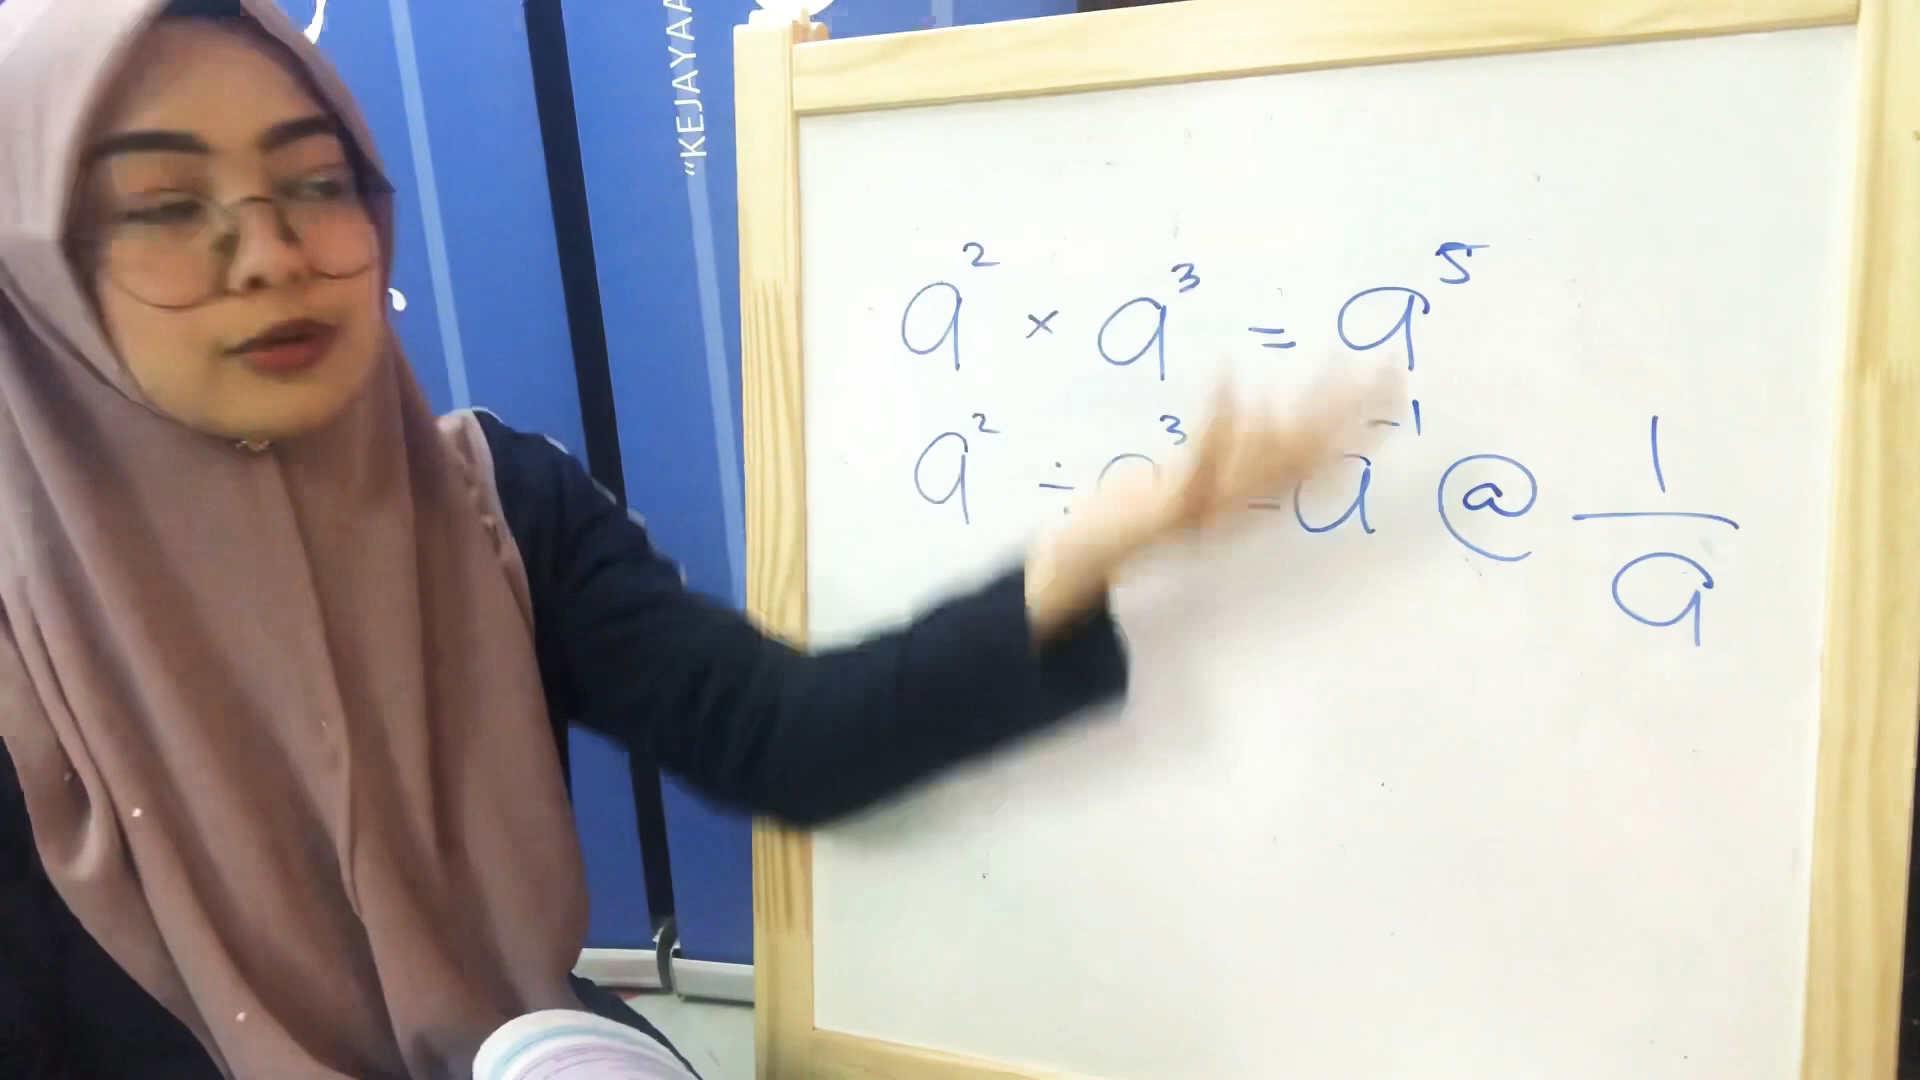 "KEJAYAA
a² × a³ = a⁵
a² ÷ a³ = a⁻¹ @ 1/a